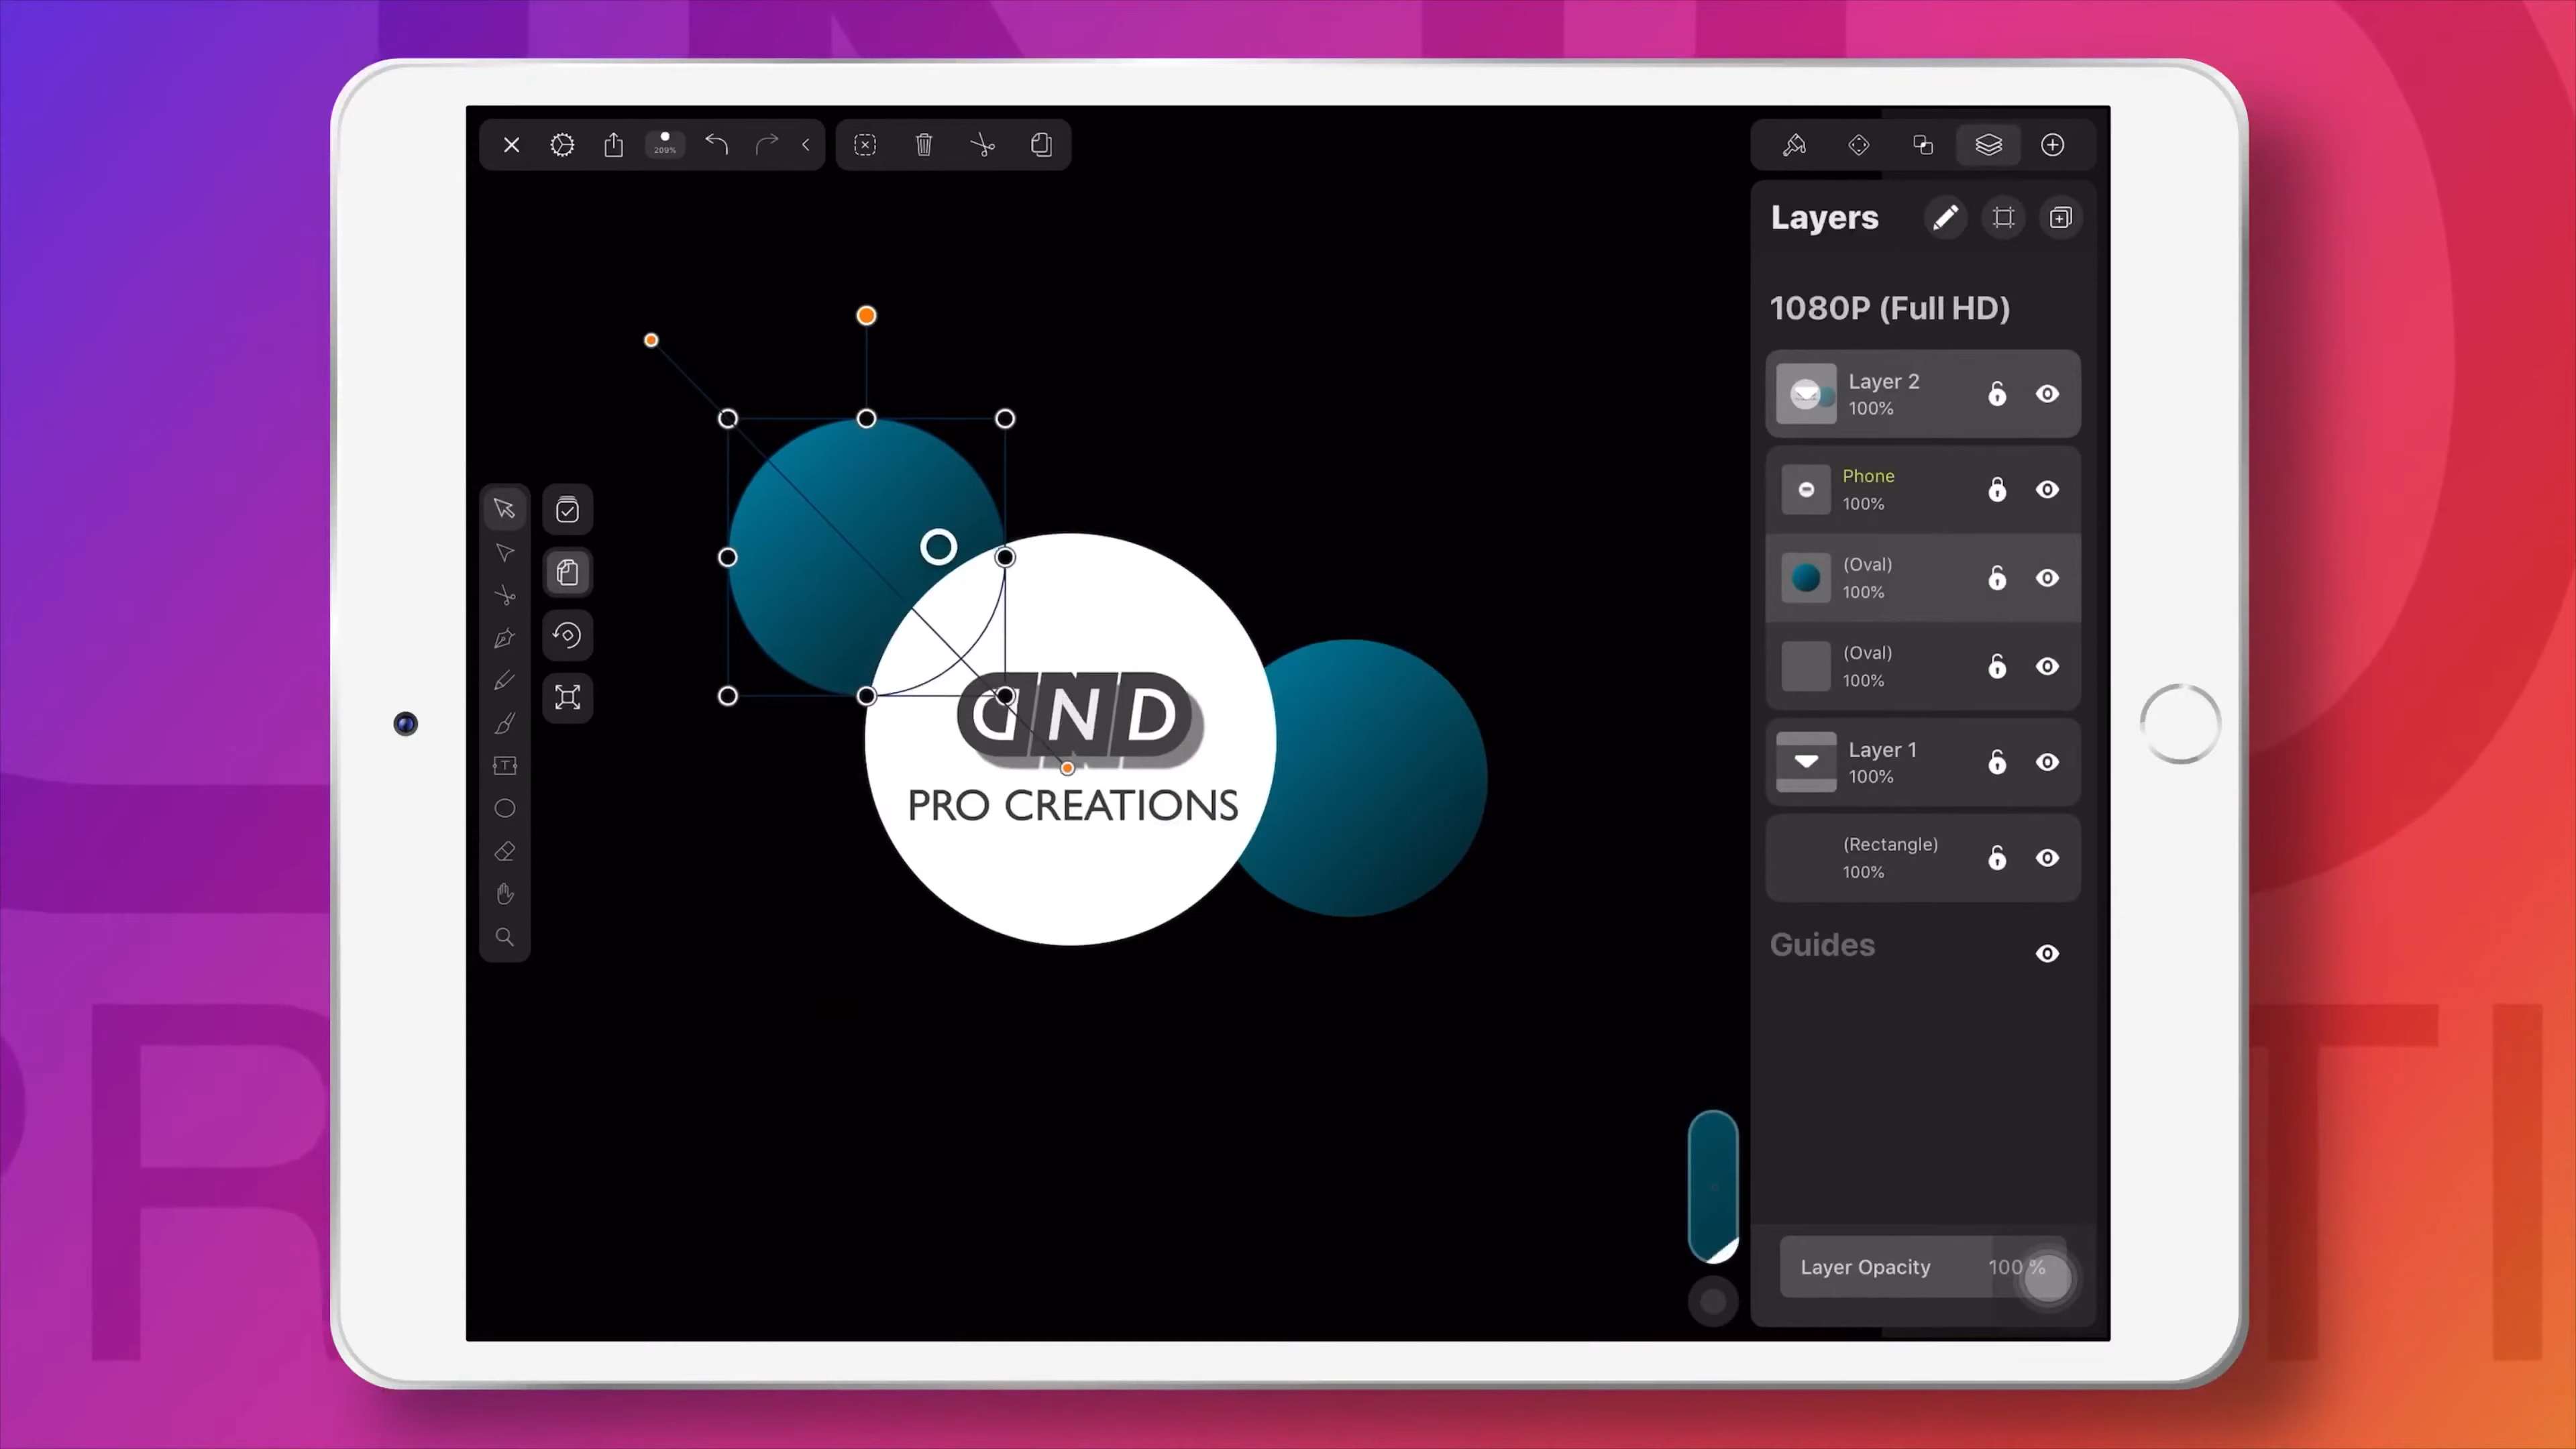 209%
Layers
1080P (Full HD)
Layer 2
100%
Phone
100%
(Oval)
100%
(Oval)
100%
Layer 1
100%
(Rectangle)
100%
Guides
Layer Opacity 100 %
DND
PRO CREATIONS